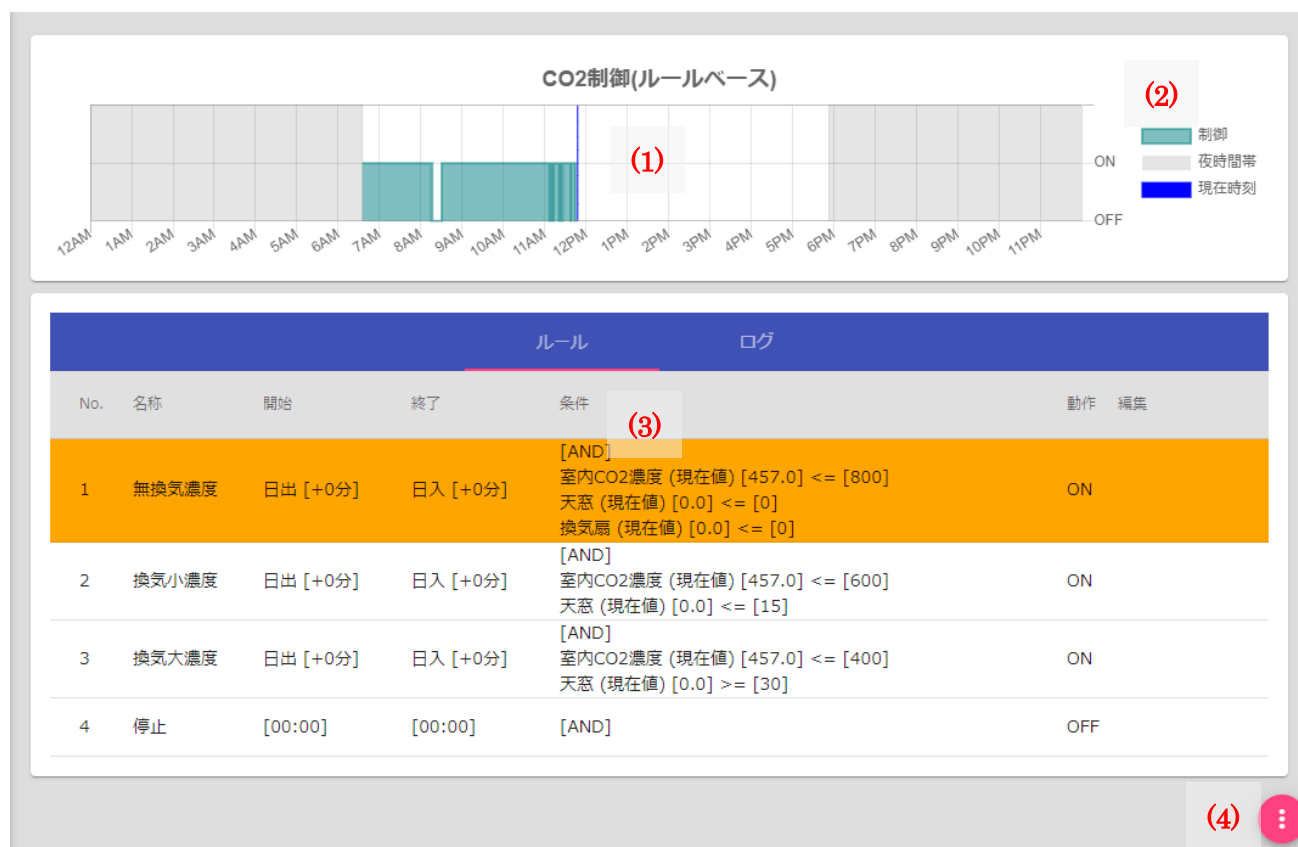 CO2制御(ルールベース)
(2)
制御
(1)
ON
夜時間帯
現在時刻
OFF
12AM 1AM 2AM 3AM 4AM 5AM 6AM 7AM 8AM 9AM 10AM 11AM 12PM 1PM 2PM 3PM 4PM 5PM 6PM 7PM 8PM 9PM 10PM 11PM
ルール ログ
No. 名称 開始 終了 条件 動作 編集
(3)
[AND]
室内CO2濃度 (現在値) [457.0] <= [800]
1 無換気濃度 日出 [+0分] 日入 [+0分] ON
天窓 (現在値) [0.0] <= [0]
換気扇 (現在値) [0.0] <= [0]
[AND]
2 換気小濃度 日出 [+0分] 日入 [+0分] 室内CO2濃度 (現在値) [457.0] <= [600] ON
天窓 (現在値) [0.0] <= [15]
[AND]
3 換気大濃度 日出 [+0分] 日入 [+0分] 室内CO2濃度 (現在値) [457.0] <= [400] ON
天窓 (現在値) [0.0] >= [30]
4 停止 [00:00] [00:00] [AND] OFF
(4)